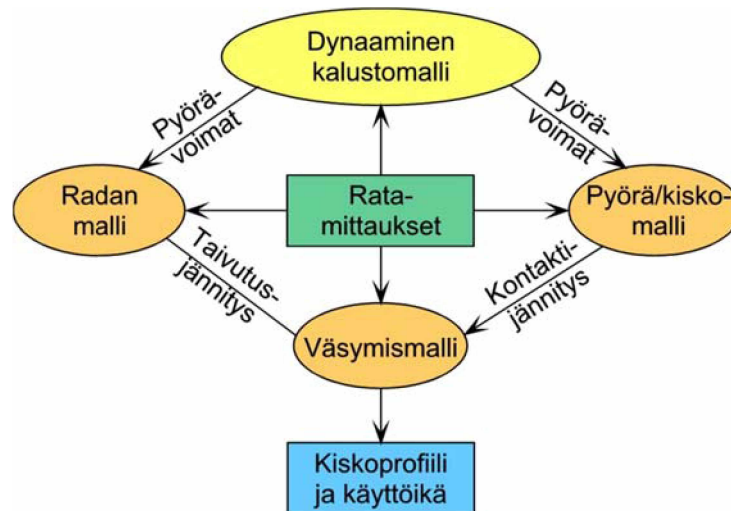 Dynaaminen
kalustomalli
Pyörä-
voimat
Pyörä-
voimat
Radan
malli
Rata-
mittaukset
Pyörä/kisko-
malli
Taivutus-
jännitys
Kontakti-
jännitys
Väsymismalli
Kiskoprofiili
ja käyttöikä